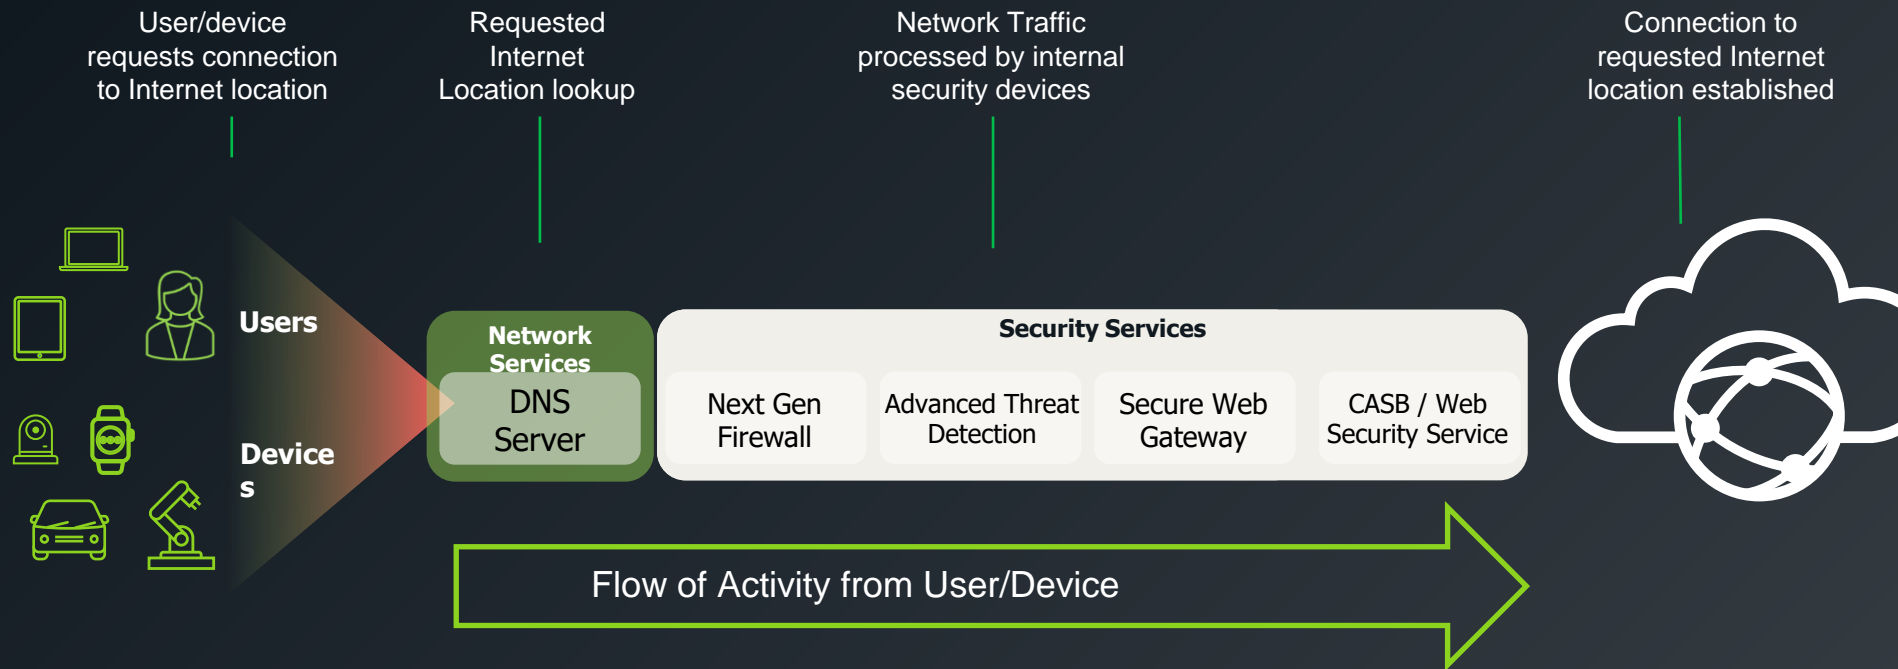 User/device
requests connection
to Internet location
Requested
Internet
Location lookup
Network Traffic
processed by internal
security devices
Connection to
requested Internet
location established
Users
Device
s
Network
Services
DNS
Server
Security Services
Next Gen
Firewall
Advanced Threat
Detection
Secure Web
Gateway
CASB / Web
Security Service
Flow of Activity from User/Device